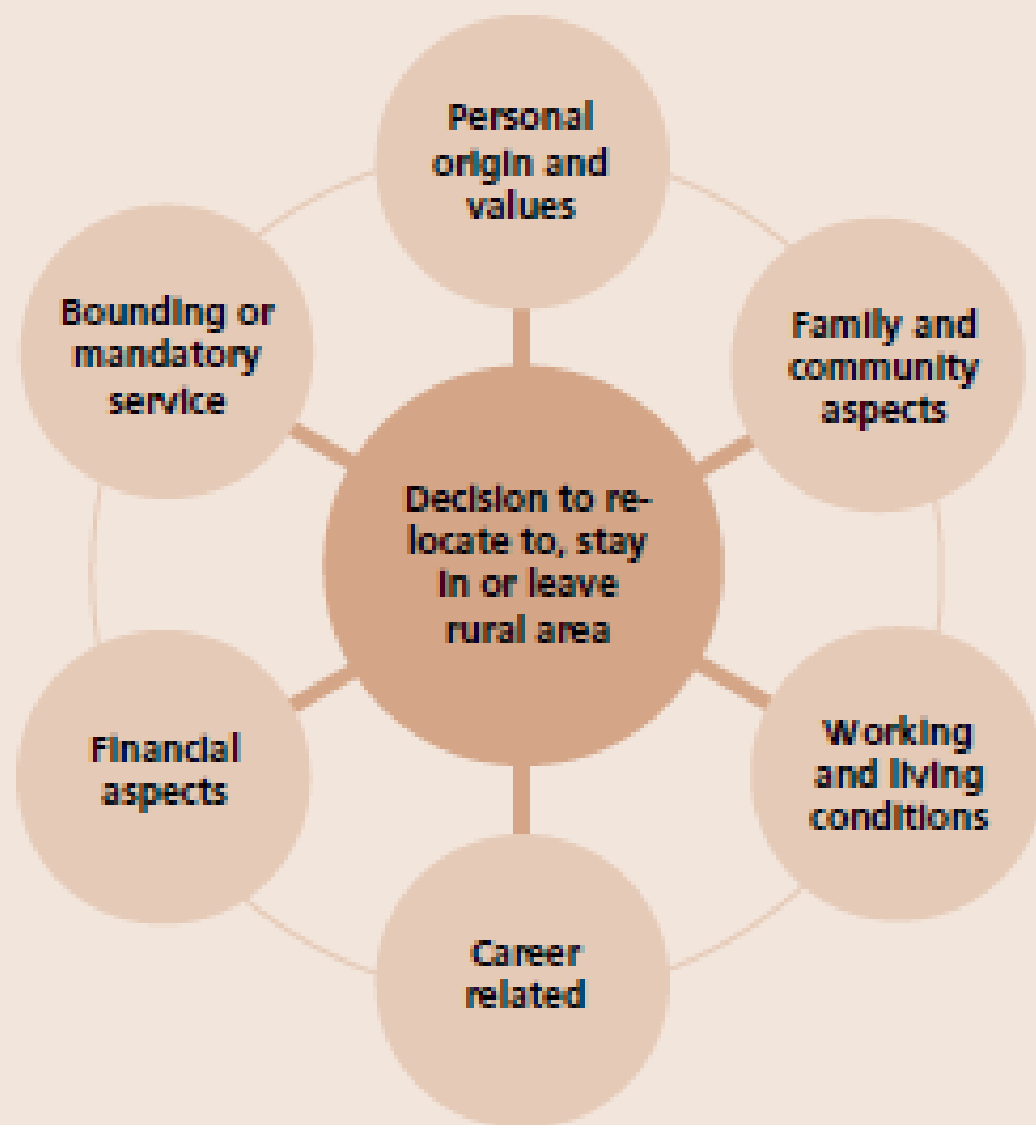 Personal
origin and
values
Family and
community
aspects
Working
and living
conditions
Career
related
Financial
aspects
Bounding or
mandatory
service
Decision to re-
locate to, stay
in or leave
rural area